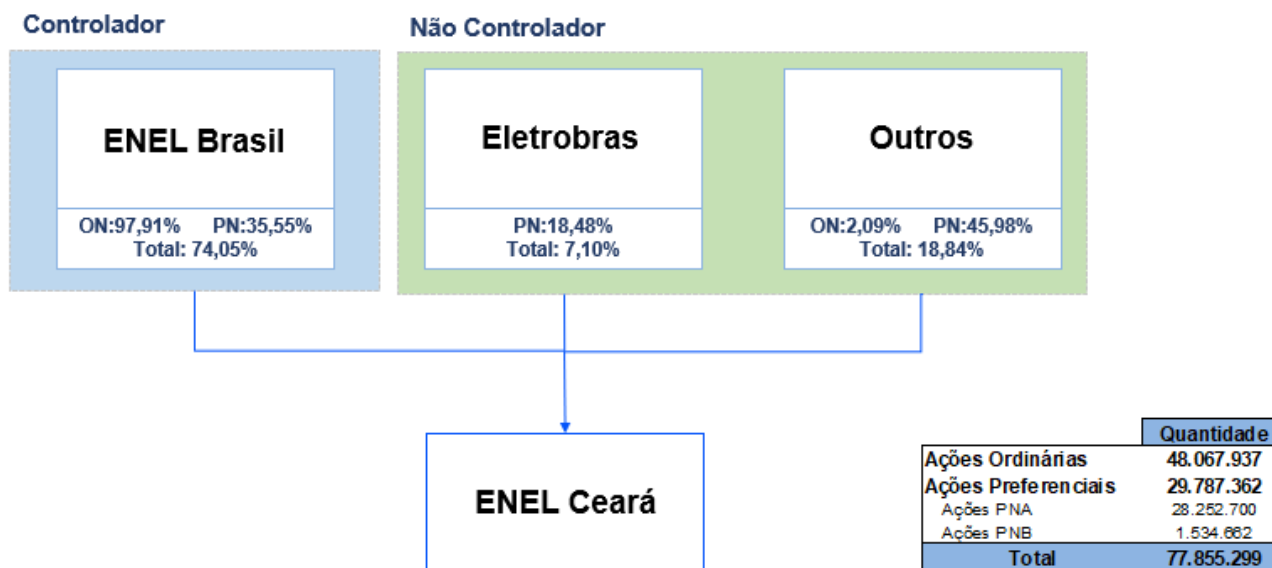 Controlador
Não Controlador
ENEL Brasil
ON:97,91% PN:35,55%
Total: 74,05%
Eletrobras
PN:18,48%
Total: 7,10%
Outros
ON:2,09% PN:45,98%
Total: 18,84%
ENEL Ceará
Quantidade
Ações Ordinárias 48.067.937
Ações Preferenciais 29.787.362
Ações PNA 28.252.700
Ações PNB 1.534.662
Total 77.855.299